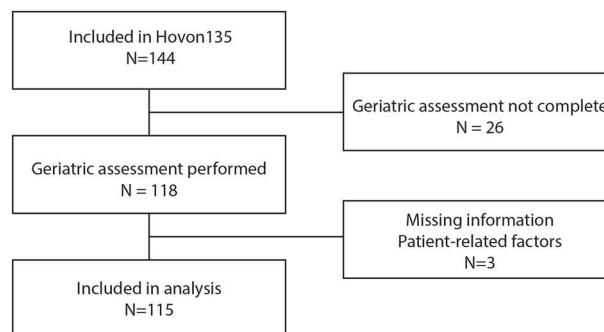 Included in Hovon135
N=144
Geriatric assessment not complete
N = 26
Geriatric assessment performed
N = 118
Missing information
Patient-related factors
N=3
Included in analysis
N=115